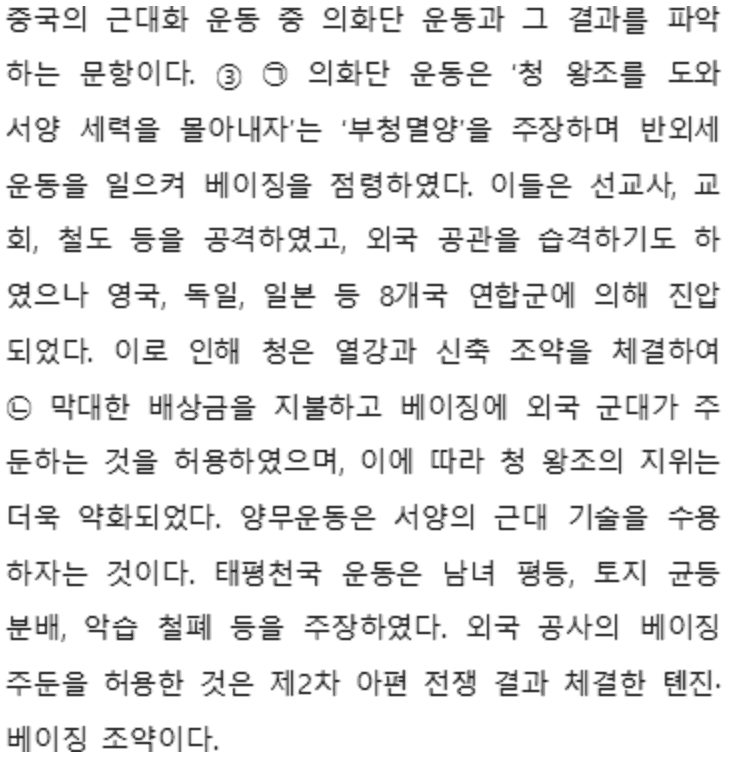 중국의 근대화 운동 중 의화단 운동과 그 결과를 파악
하는 문항이다. ③ ㉠ 의화단 운동은 ‘청 왕조를 도와
서양 세력을 몰아내자’는 ‘부청멸양’을 주장하며 반외세
운동을 일으켜 베이징을 점령하였다. 이들은 선교사, 교
회, 철도 등을 공격하였고, 외국 공관을 습격하기도 하
였으나 영국, 독일, 일본 등 8개국 연합군에 의해 진압
되었다. 이로 인해 청은 열강과 신축 조약을 체결하여
㉡ 막대한 배상금을 지불하고 베이징에 외국 군대가 주
둔하는 것을 허용하였으며, 이에 따라 청 왕조의 지위는
더욱 약화되었다. 양무운동은 서양의 근대 기술을 수용
하자는 것이다. 태평천국 운동은 남녀 평등, 토지 균등
분배, 악습 철폐 등을 주장하였다. 외국 공사의 베이징
주둔을 허용한 것은 제2차 아편 전쟁 결과 체결한 톈진·
베이징 조약이다.